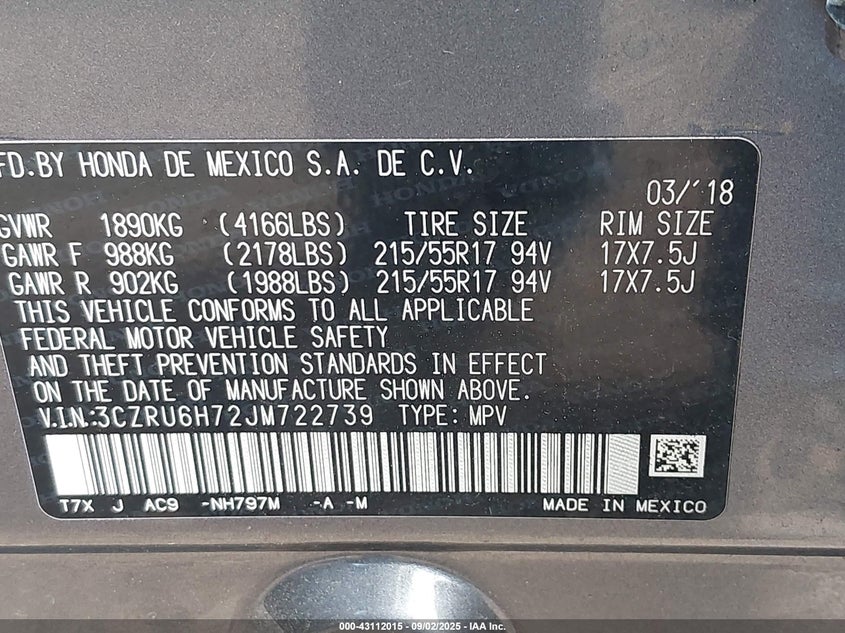 FD.BY HONDA DE MEXICO S.A. DE C.V.
03/'18
GVWR 1890KG (4166LBS) TIRE SIZE RIM SIZE
GAWR F 988KG (2178LBS) 215/55R17 94V 17X7.5J
GAWR R 902KG (1988LBS) 215/55R17 94V 17X7.5J
THIS VEHICLE CONFORMS TO ALL APPLICABLE
FEDERAL MOTOR VEHICLE SAFETY
AND THEFT PREVENTION STANDARDS IN EFFECT
ON THE DATE OF MANUFACTURE SHOWN ABOVE.
V.I.N.:3CZRU6H72JM722739 TYPE: MPV
T7X J AC9 -NH797M -A -M MADE IN MEXICO
000-43112015 - 09/02/2025 - IAA Inc.